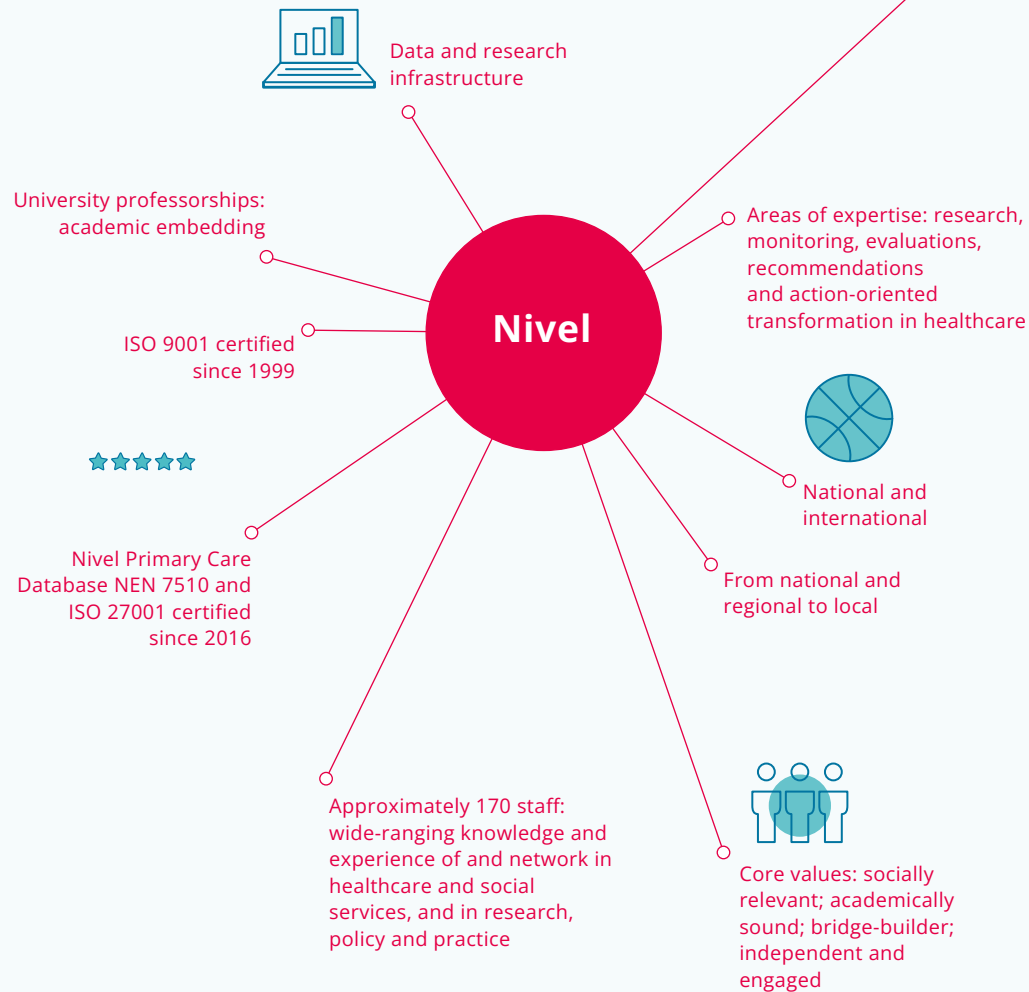 Data and research
infrastructure
University professorships:
academic embedding
Areas of expertise: research,
monitoring, evaluations,
recommendations
and action-oriented
transformation in healthcare
Nivel
ISO 9001 certified
since 1999
National and
international
Nivel Primary Care
Database NEN 7510 and
ISO 27001 certified
since 2016
From national and
regional to local
Approximately 170 staff:
wide-ranging knowledge and
experience of and network in
healthcare and social
services, and in research,
policy and practice
Core values: socially
relevant; academically
sound; bridge-builder;
independent and
engaged